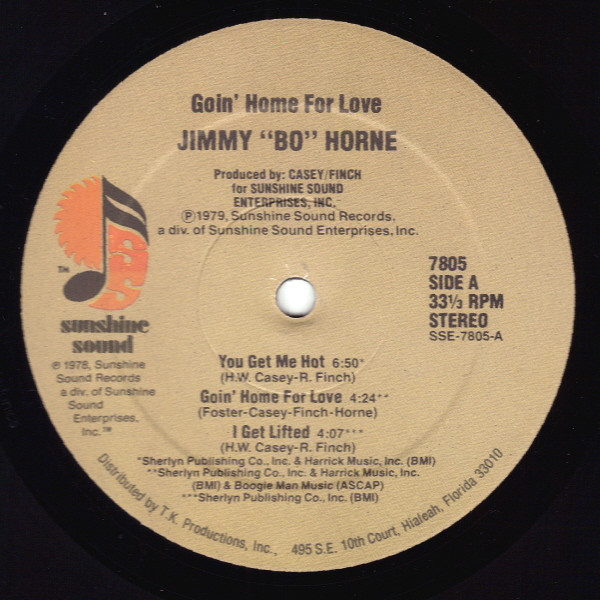 Goin' Home For Love
JIMMY "BO" HORNE
Produced by: CASEY/FINCH
for SUNSHINE SOUND
ENTERPRISES, INC.
Ⓟ1979, Sunshine Sound Records.
a div. of Sunshine Sound Enterprises, Inc.
TM
SS
sunshine
sound
℗ 1978, Sunshine
Sound Records
a div. of Sunshine
Sound
Enterprises,
Inc.™
7805
SIDE A
33⅓ RPM
STEREO
SSE-7805-A
You Get Me Hot 6:50*
(H.W. Casey-R. Finch)
Goin' Home For Love 4:24**
(Foster-Casey-Finch-Horne)
I Get Lifted 4:07***
(H.W. Casey-R. Finch)
*Sherlyn Publishing Co., Inc. & Harrick Music, Inc. (BMI)
**Sherlyn Publishing Co., Inc. & Harrick Music, Inc.
(BMI) & Boogie Man Music (ASCAP)
***Sherlyn Publishing Co., Inc. (BMI)
Distributed by T.K. Productions, Inc., 495 S.E. 10th Court, Hialeah, Florida 33010